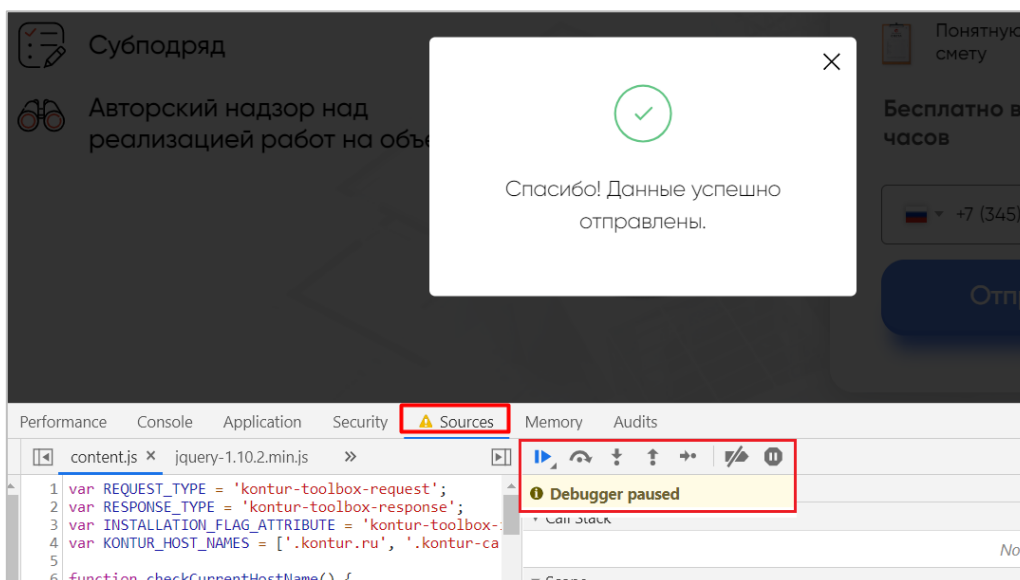 Субподряд
Авторский надзор над
реализацией работ на объе
Понятную
смету
Бесплатно в
часов
+7 (345)
Отп
Спасибо! Данные успешно
отправлены.
Performance Console Application Security Sources Memory Audits
content.js × jquery-1.10.2.min.js »
1 var REQUEST_TYPE = 'kontur-toolbox-request';
2 var RESPONSE_TYPE = 'kontur-toolbox-response';
3 var INSTALLATION_FLAG_ATTRIBUTE = 'kontur-toolbox-
4 var KONTUR_HOST_NAMES = ['.kontur.ru', '.kontur-ca
5
6 function checkCurrentHostName() {
Debugger paused
Call Stack
No
Scope